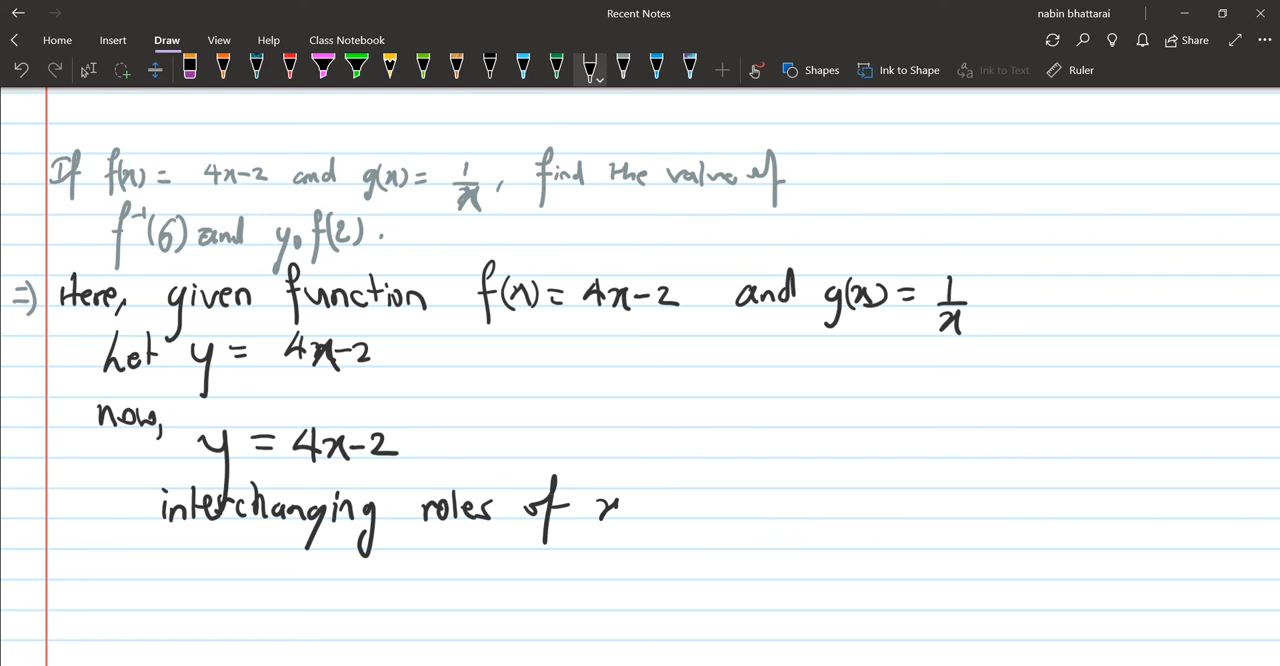 Recent Notes
nabin bhattarai
Home Insert Draw View Help Class Notebook
Share
Shapes Ink to Shape Ink to Text Ruler
If f(x) = 4x-2 and g(x) = 1/x, find the value of
f⁻¹(6) and y₀f(2).
⇒) Here, given function f(x) = 4x-2 and g(x) = 1/x
Let y = 4x-2
now,
y = 4x-2
interchanging roles of x